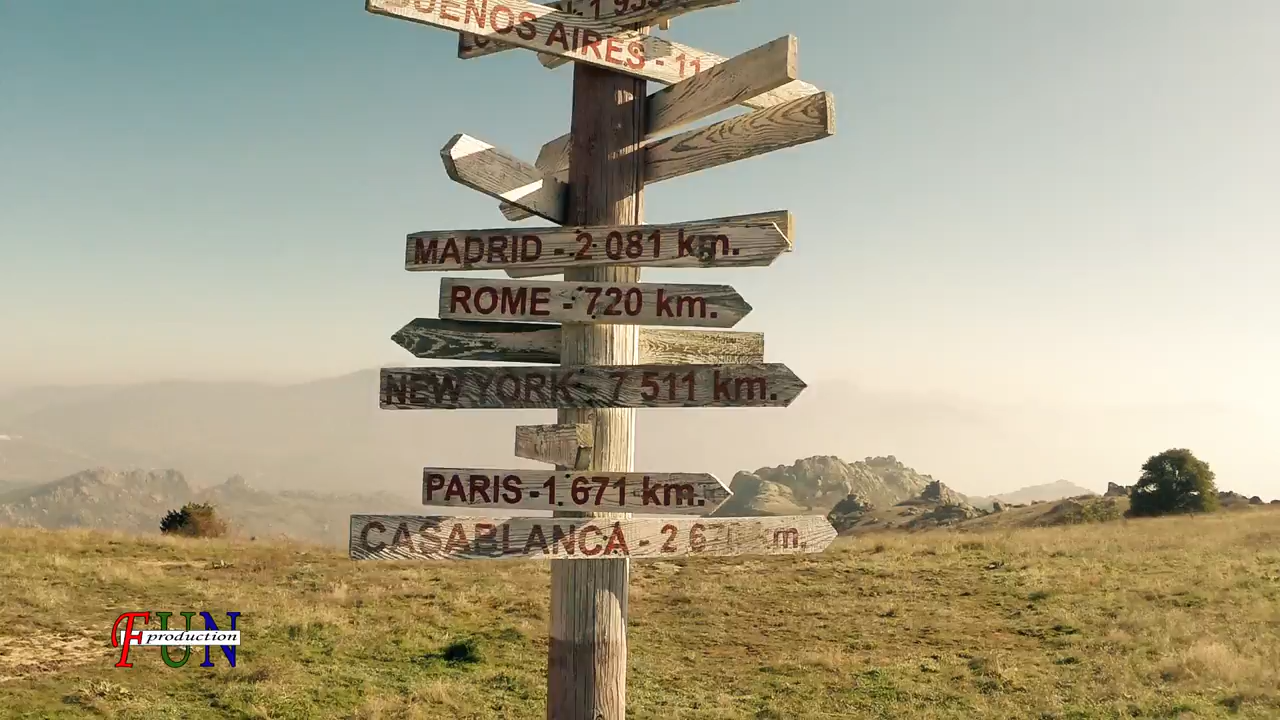 BUENOS AIRES - 11
MADRID - 2 081 km.
ROME - 720 km.
NEW YORK - 7 511 km.
PARIS - 1 671 km.
CASABLANCA - 2 6
FUN
production